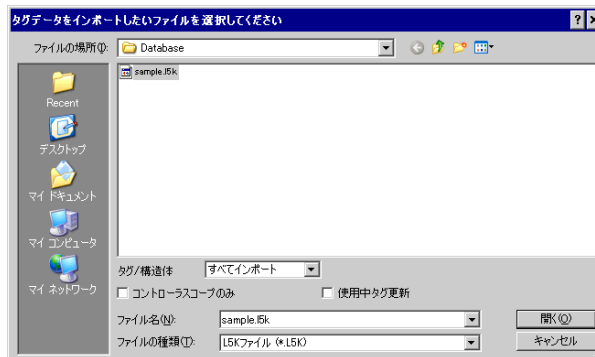 タグデータをインポートしたいファイルを選択してください
ファイルの場所(I):
Database
sample.l5k
Recent
デスクトップ
マイ ドキュメント
マイ コンピュータ
マイ ネットワーク
タグ/構造体
すべてインポート
コントローラスコープのみ
使用中タグ更新
ファイル名(N):
sample.l5k
開く(O)
ファイルの種類(T):
L5Kファイル (*.L5K)
キャンセル